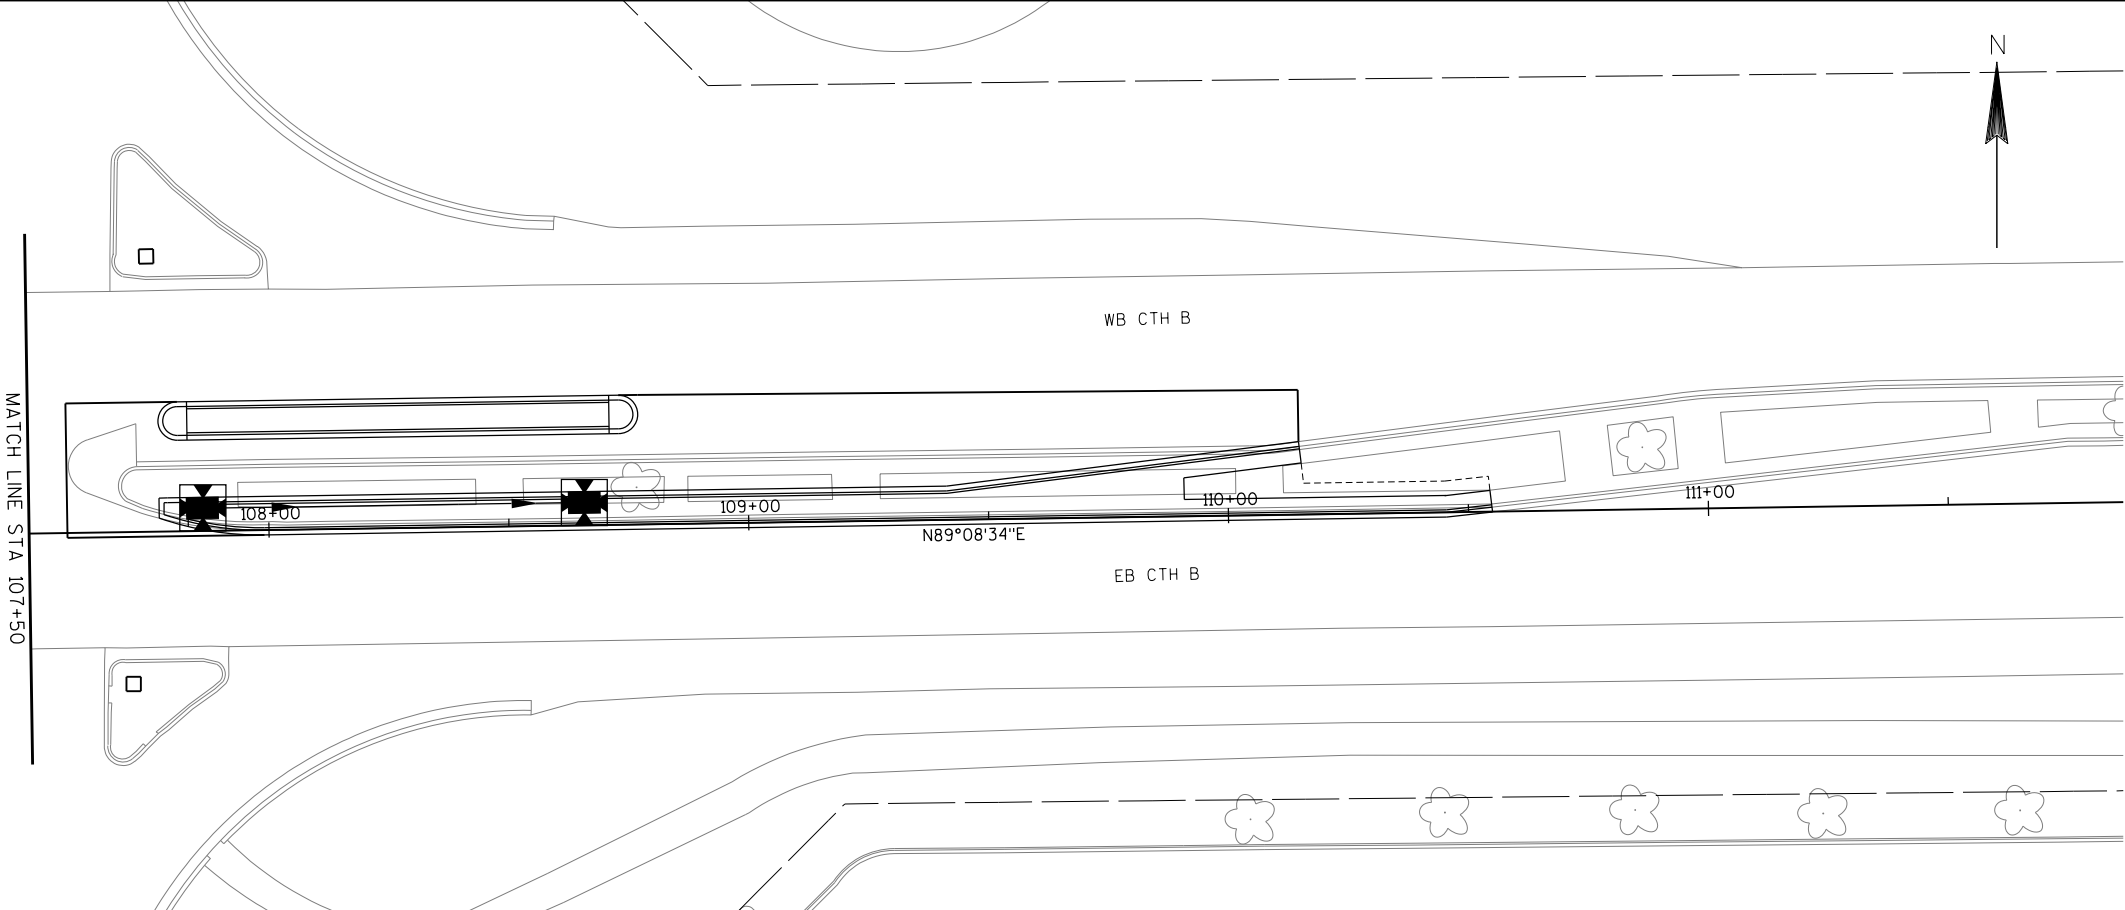 N
WB CTH B
MATCH LINE STA 107+50
108+00
109+00
110+00
111+00
N89°08'34"E
EB CTH B